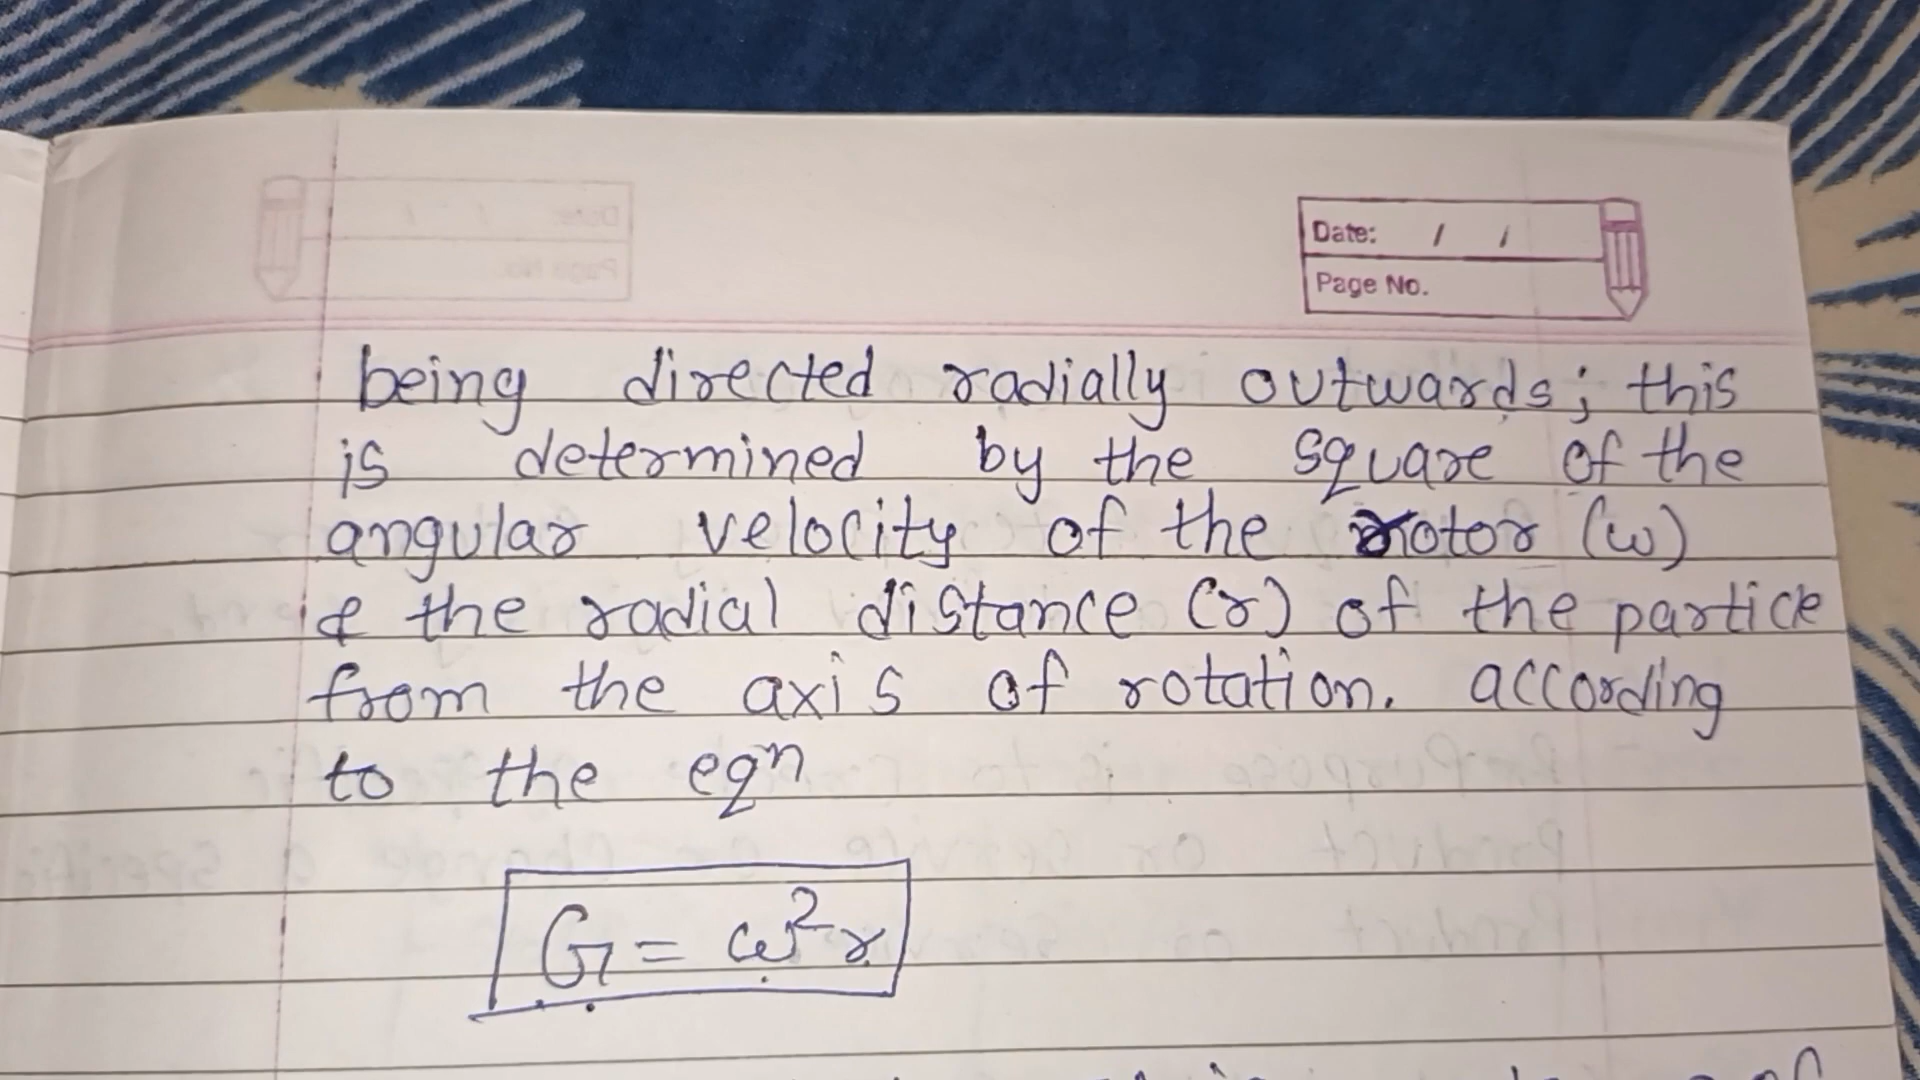 Date: / /
Page No.
being directed radially outwards; this
is determined by the square of the
angular velocity of the rotor (ω)
& the radial distance (r) of the particle
from the axis of rotation. according
to the eqn
G = ω²r